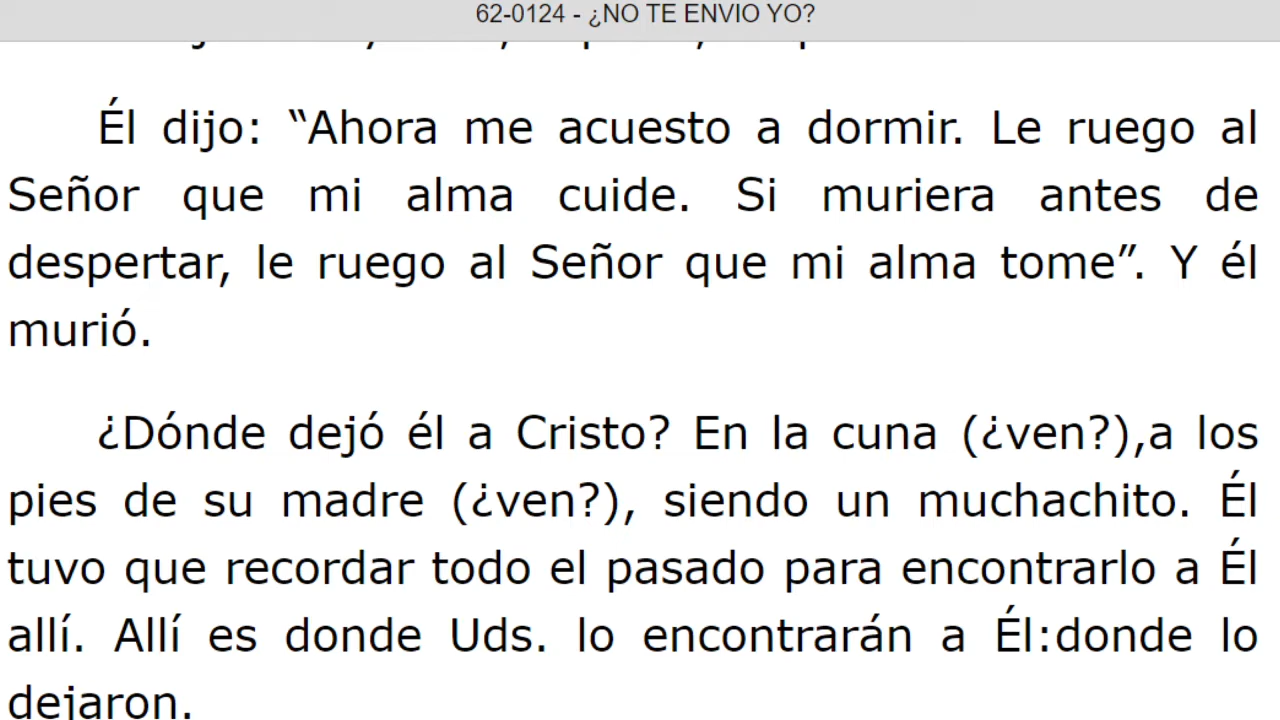 62-0124 - ¿NO TE ENVIO YO?
Él dijo: “Ahora me acuesto a dormir. Le ruego al
Señor que mi alma cuide. Si muriera antes de
despertar, le ruego al Señor que mi alma tome”. Y él
murió.
¿Dónde dejó él a Cristo? En la cuna (¿ven?),a los
pies de su madre (¿ven?), siendo un muchachito. Él
tuvo que recordar todo el pasado para encontrarlo a Él
allí. Allí es donde Uds. lo encontrarán a Él:donde lo
dejaron.